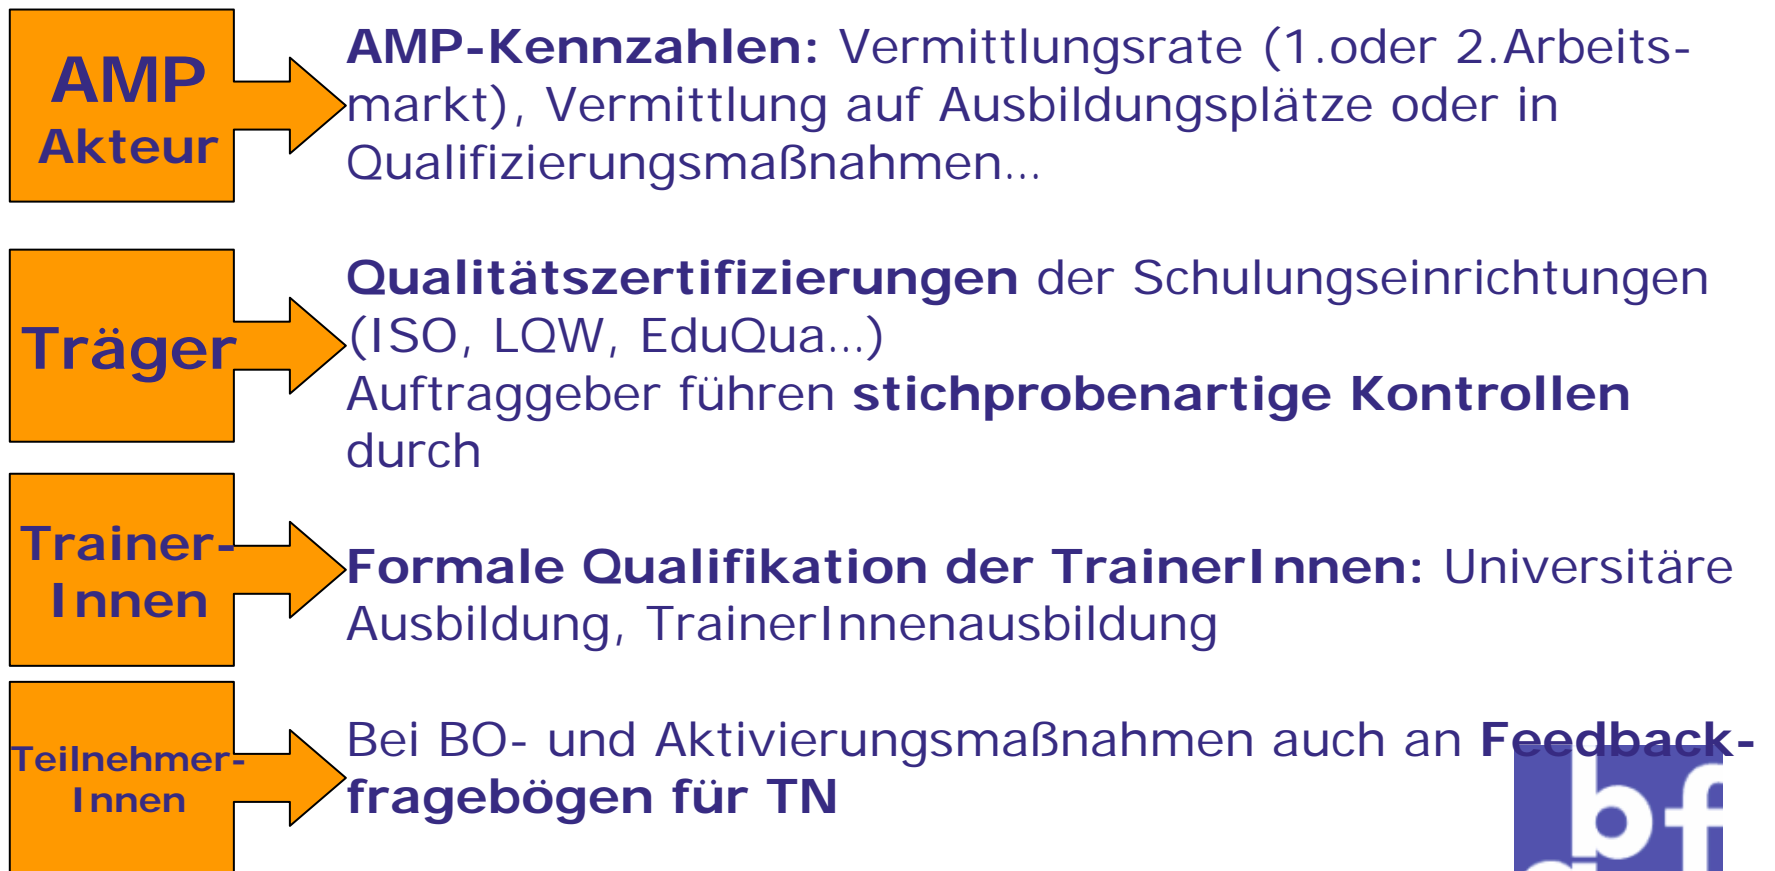 AMP
Akteur
AMP-Kennzahlen: Vermittlungsrate (1.oder 2.Arbeits-
markt), Vermittlung auf Ausbildungsplätze oder in
Qualifizierungsmaßnahmen...
Träger
Qualitätszertifizierungen der Schulungseinrichtungen
(ISO, LQW, EduQua...)
Auftraggeber führen stichprobenartige Kontrollen
durch
Trainer-
Innen
Formale Qualifikation der TrainerInnen: Universitäre
Ausbildung, TrainerInnenausbildung
Teilnehmer-
Innen
Bei BO- und Aktivierungsmaßnahmen auch an Feedback-
fragebögen für TN
bf